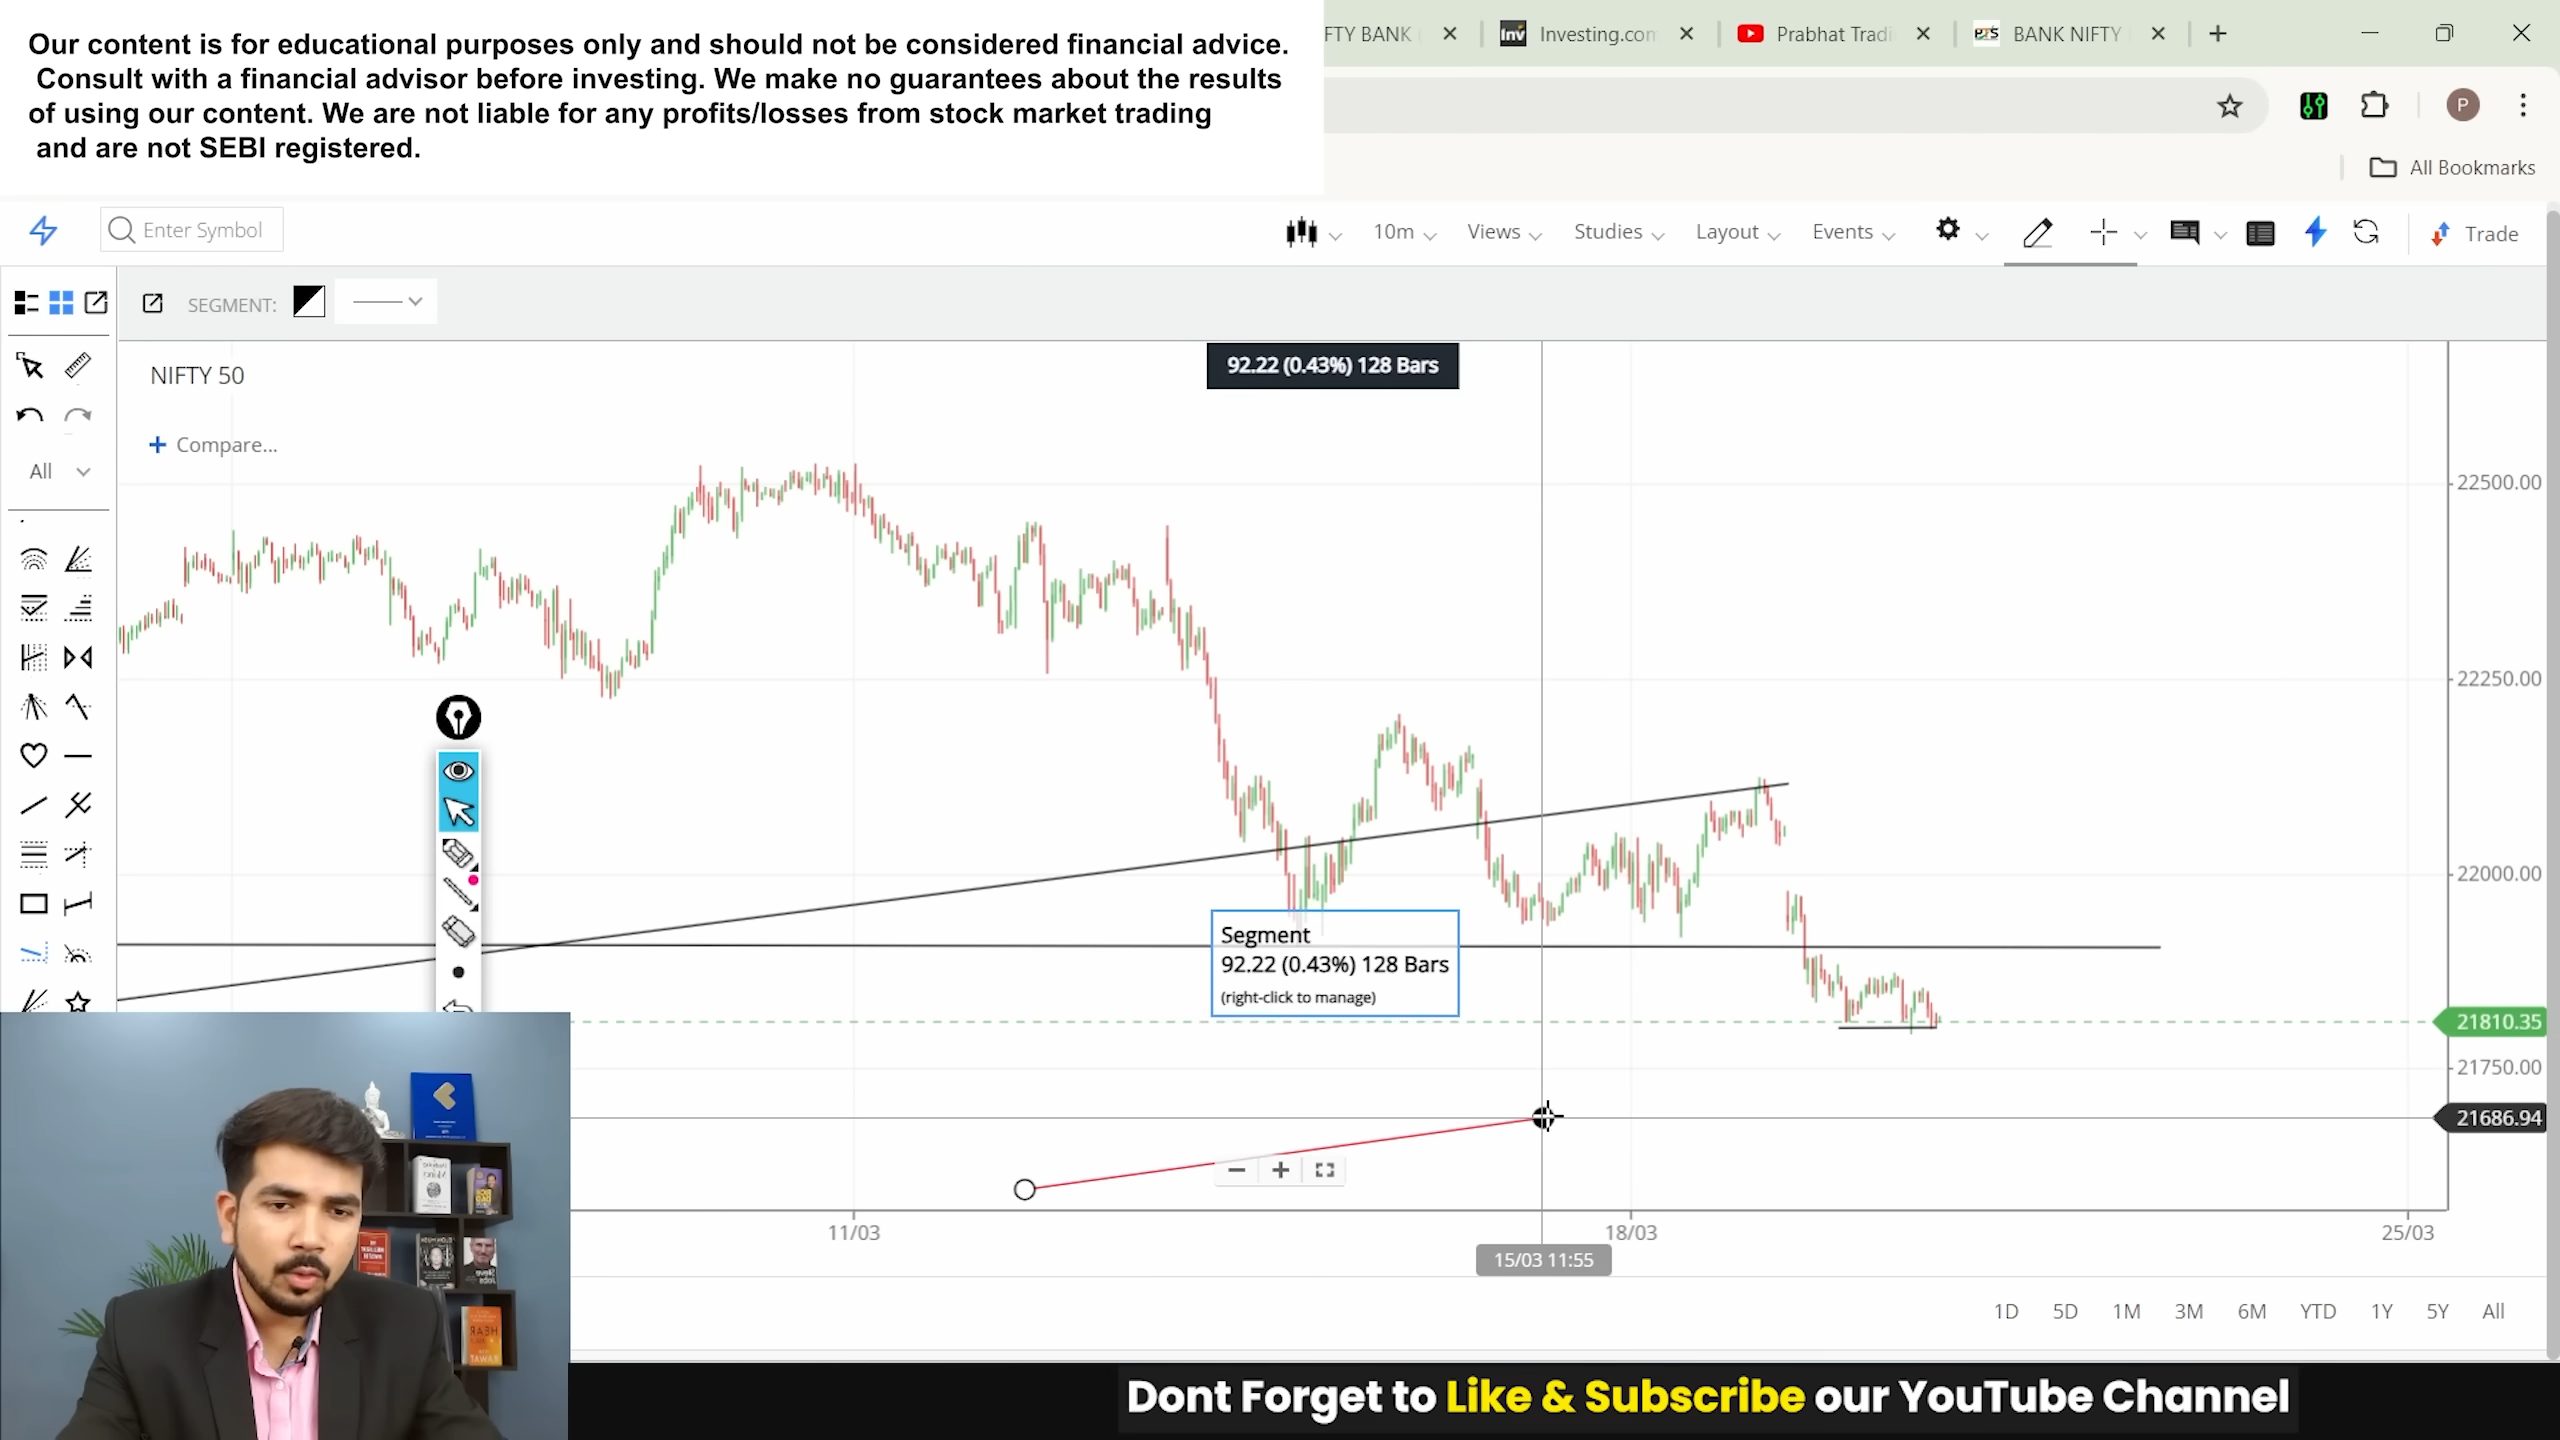 Our content is for educational purposes only and should not be considered financial advice.
Consult with a financial advisor before investing. We make no guarantees about the results
of using our content. We are not liable for any profits/losses from stock market trading
and are not SEBI registered.
FTY BANK
Inv Investing.com
Prabhat Tradi
PTS BANK NIFTY
P
All Bookmarks
Enter Symbol
10m
Views
Studies
Layout
Events
Trade
SEGMENT:
92.22 (0.43%) 128 Bars
NIFTY 50
Compare...
All
22500.00
22250.00
22000.00
Segment
92.22 (0.43%) 128 Bars
(right-click to manage)
21810.35
21750.00
21686.94
11/03
18/03
25/03
15/03 11:55
1D 5D 1M 3M 6M YTD 1Y 5Y All
Dont Forget to Like & Subscribe our YouTube Channel